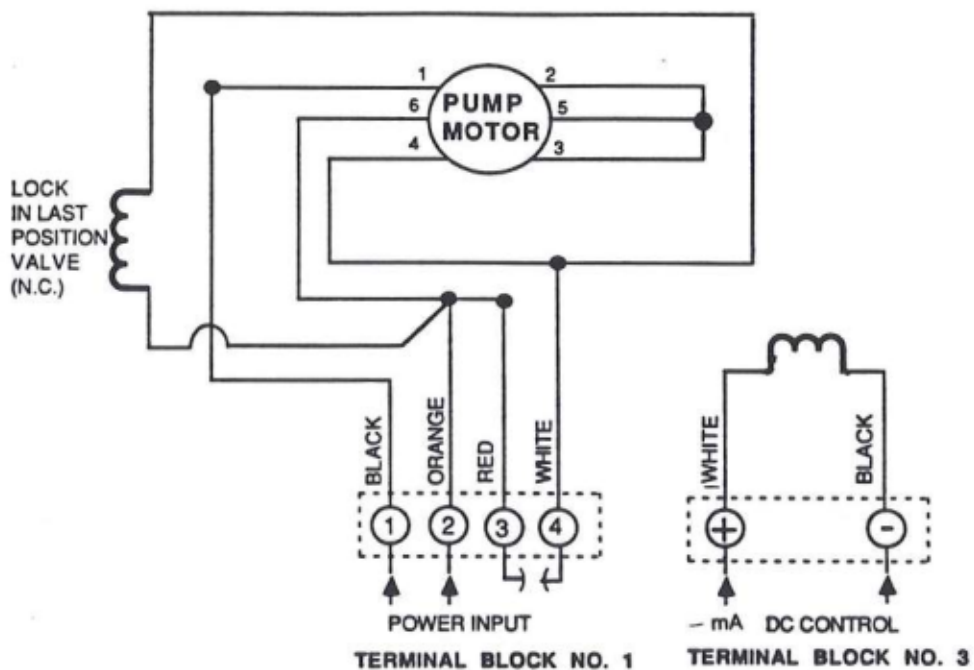 1
2
6
PUMP
MOTOR
5
4
3
LOCK
IN LAST
POSITION
VALVE
(N.C.)
BLACK
ORANGE
RED
WHITE
WHITE
BLACK
1
2
3
4
+
-
POWER INPUT
– mA DC CONTROL
TERMINAL BLOCK NO. 1
TERMINAL BLOCK NO. 3